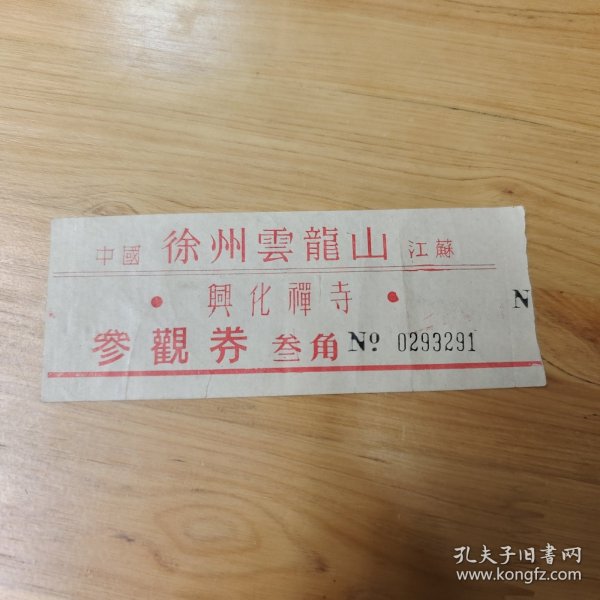 中國 徐州雲龍山 江蘇
• 興化禪寺 •
參觀券 叁角 Nº 0293291
N
孔夫子旧书网
www.kongfz.com